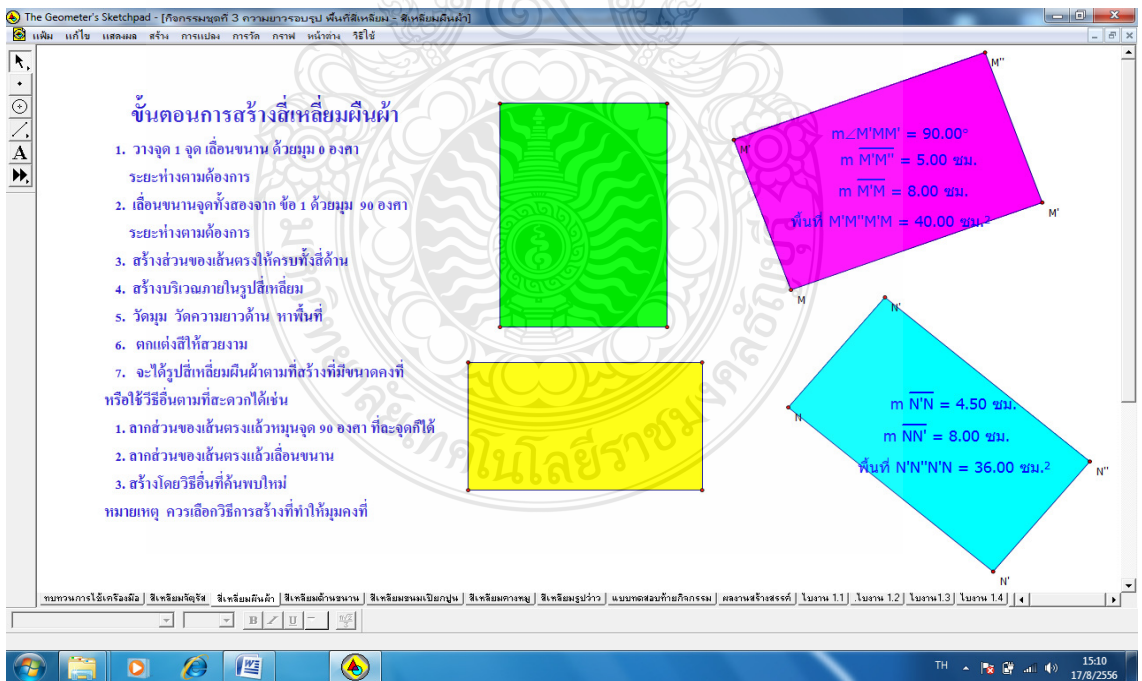 The Geometer's Sketchpad - [กิจกรรมชุดที่ 3 ความยาวรอบรูป พื้นที่สี่เหลี่ยม - สี่เหลี่ยมผืนผ้า]
แฟ้ม แก้ไข แสดงผล สร้าง การแปลง การวัด กราฟ หน้าต่าง วิธีใช้
ขั้นตอนการสร้างสี่เหลี่ยมผืนผ้า
1. วางจุด 1 จุด เลื่อนขนาน ด้วยมุม 0 องศา
ระยะห่างตามต้องการ
2. เลื่อนขนานจุดทั้งสองจาก ข้อ 1 ด้วยมุม 90 องศา
ระยะห่างตามต้องการ
3. สร้างส่วนของเส้นตรงให้ครบทั้งสี่ด้าน
4. สร้างบริเวณภายในรูปสี่เหลี่ยม
5. วัดมุม วัดความยาวด้าน หาพื้นที่
6. ตกแต่งสีให้สวยงาม
7. จะได้รูปสี่เหลี่ยมผืนผ้าตามที่สร้างที่มีขนาดคงที่
หรือใช้วีธีอื่นตามที่สะดวกได้เช่น
1. ลากส่วนของเส้นตรงแล้วหมุนจุด 90 องศา ทีละจุดก็ได้
2. ลากส่วนของเส้นตรงแล้วเลื่อนขนาน
3. สร้างโดยวิธีอื่นที่ค้นพบใหม่
หมายเหตุ ควรเลือกวิธีการสร้างที่ทำให้มุมคงที่
M''
M'
m∠M'MM' = 90.00°
m M'M'' = 5.00 ซม.
m M'M = 8.00 ซม.
พื้นที่ M'M''M'M = 40.00 ซม.²
M'
M
N'
N
m N'N = 4.50 ซม.
m NN' = 8.00 ซม.
พื้นที่ N'N''N'N = 36.00 ซม.²
N''
N'
มหาวิทยาลัยเทคโนโลยีราชมงคลธัญบุรี
ทบทวนการใช้เครื่องมือ สี่เหลี่ยมจัตุรัส สี่เหลี่ยมผืนผ้า สี่เหลี่ยมด้านขนาน สี่เหลี่ยมขนมเปียกปูน สี่เหลี่ยมคางหมู สี่เหลี่ยมรูปว่าว แบบทดสอบท้ายกิจกรรม ผลงานสร้างสรรค์ ใบงาน 1.1 .ใบงาน 1.2 ใบงาน1.3 ใบงาน 1.4
B I U
TH 15:10
17/8/2556